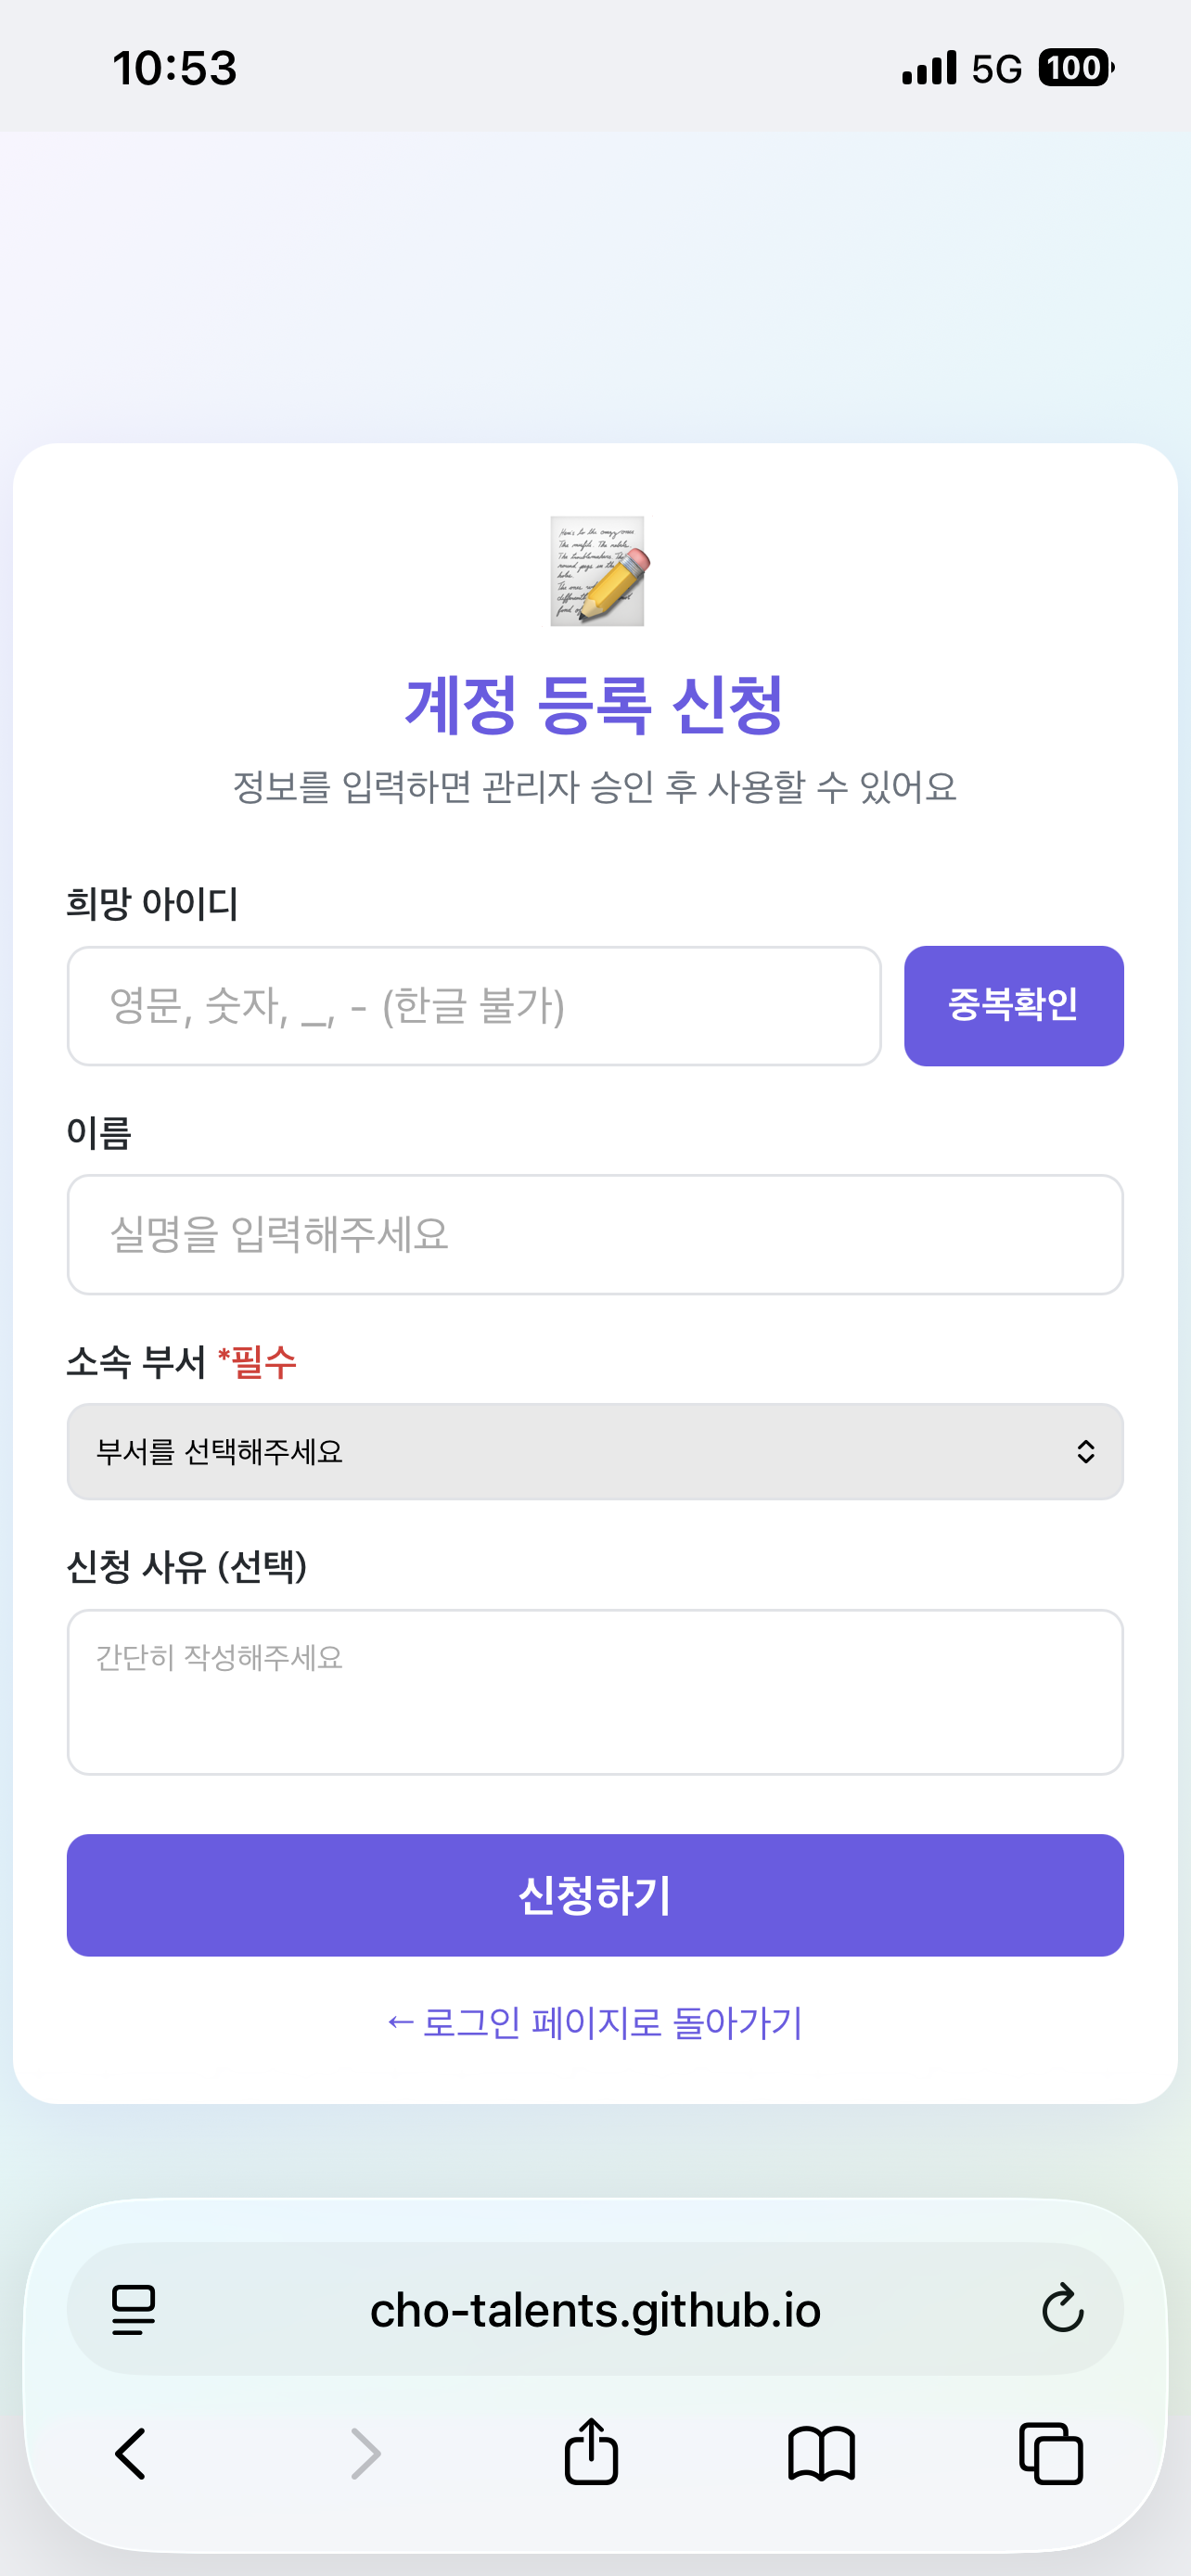 10:53
5G 100
계정 등록 신청
정보를 입력하면 관리자 승인 후 사용할 수 있어요
희망 아이디
영문, 숫자, _, - (한글 불가)
중복확인
이름
실명을 입력해주세요
소속 부서 *필수
부서를 선택해주세요
신청 사유 (선택)
간단히 작성해주세요
신청하기
← 로그인 페이지로 돌아가기
cho-talents.github.io